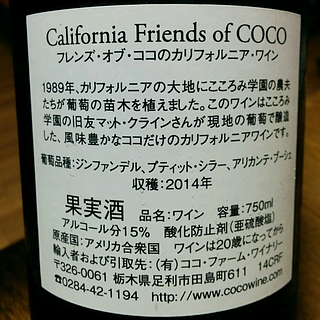 California Friends of COCO
フレンズ・オブ・ココのカリフォルニア・ワイン
1989年、カリフォルニアの大地にこころみ学園の農夫
たちが葡萄の苗木を植えました。このワインはこころみ
学園の旧友マット・クラインさんが現地の葡萄で醸造
した、風味豊かなココだけのカリフォルニアワインです。
葡萄品種：ジンファンデル、プティット・シラー、アリカンテ・ブーシェ
収穫：2014年
果実酒 品名：ワイン 容量：750ml
アルコール分15% 酸化防止剤（亜硫酸塩）
原産国：アメリカ合衆国 ワインは20歳になってから
輸入者および引取先：（有）ココ・ファーム・ワイナリー
〒326-0061 栃木県足利市田島町611 14CRF
☎0284-42-1194 http://www.cocowine.com/